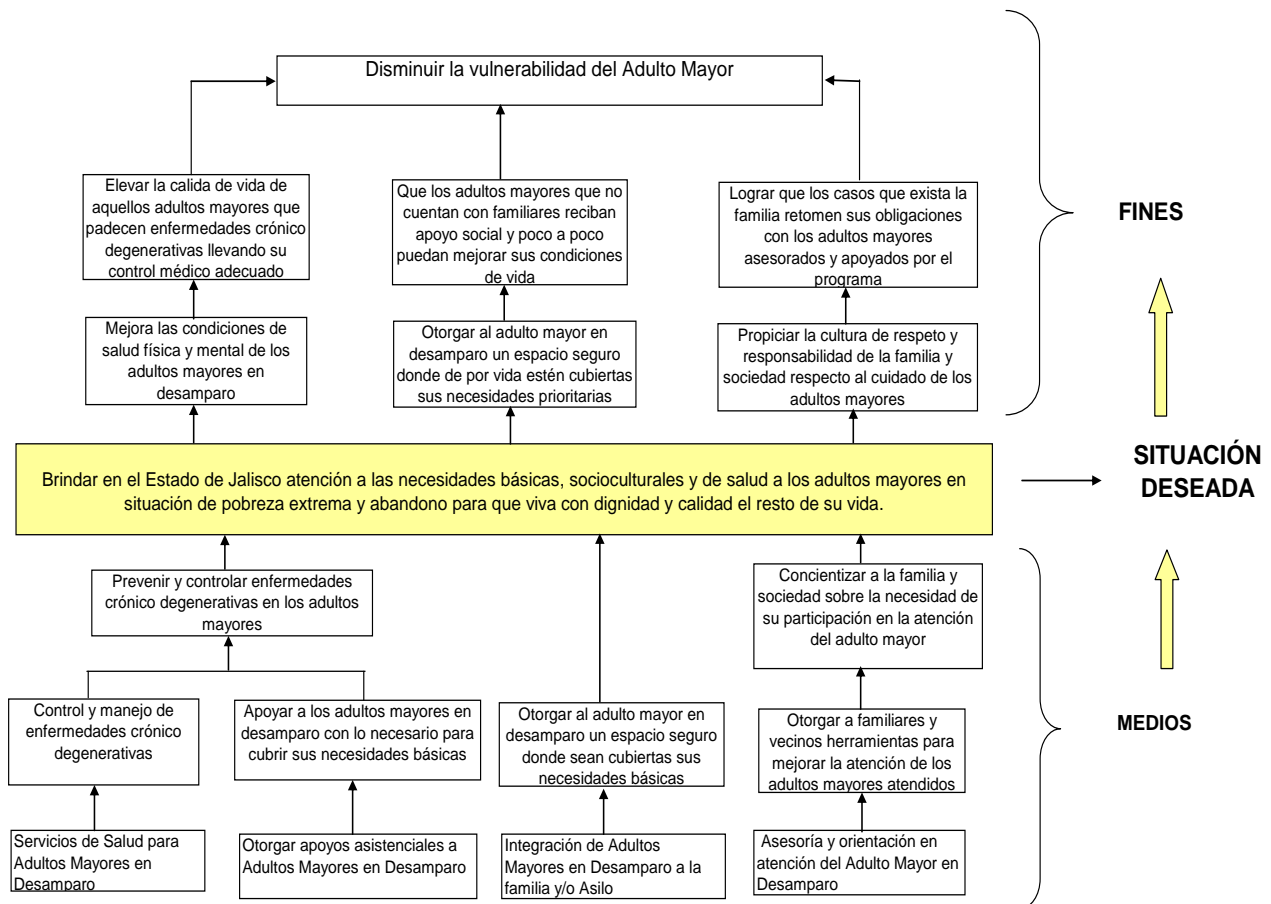 Disminuir la vulnerabilidad del Adulto Mayor
Elevar la calida de vida de
aquellos adultos mayores que
padecen enfermedades crónico
degenerativas llevando su
control médico adecuado
Que los adultos mayores que no
cuentan con familiares reciban
apoyo social y poco a poco
puedan mejorar sus condiciones
de vida
Lograr que los casos que exista la
familia retomen sus obligaciones
con los adultos mayores
asesorados y apoyados por el
programa
FINES
Mejora las condiciones de
salud física y mental de los
adultos mayores en
desamparo
Otorgar al adulto mayor en
desamparo un espacio seguro
donde de por vida estén cubiertas
sus necesidades prioritarias
Propiciar la cultura de respeto y
responsabilidad de la familia y
sociedad respecto al cuidado de los
adultos mayores
Brindar en el Estado de Jalisco atención a las necesidades básicas, socioculturales y de salud a los adultos mayores en
situación de pobreza extrema y abandono para que viva con dignidad y calidad el resto de su vida.
SITUACIÓN
DESEADA
Prevenir y controlar enfermedades
crónico degenerativas en los adultos
mayores
Concientizar a la familia y
sociedad sobre la necesidad de
su participación en la atención
del adulto mayor
Control y manejo de
enfermedades crónico
degenerativas
Apoyar a los adultos mayores en
desamparo con lo necesario para
cubrir sus necesidades básicas
Otorgar al adulto mayor en
desamparo un espacio seguro
donde sean cubiertas sus
necesidades básicas
Otorgar a familiares y
vecinos herramientas para
mejorar la atención de los
adultos mayores atendidos
MEDIOS
Servicios de Salud para
Adultos Mayores en
Desamparo
Otorgar apoyos asistenciales a
Adultos Mayores en Desamparo
Integración de Adultos
Mayores en Desamparo a la
familia y/o Asilo
Asesoría y orientación en
atención del Adulto Mayor en
Desamparo